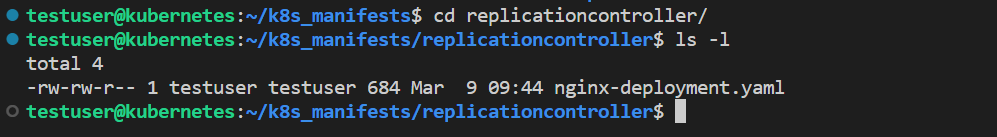 testuser@kubernetes:~/k8s_manifests$ cd replicationcontroller/
testuser@kubernetes:~/k8s_manifests/replicationcontroller$ ls -l
total 4
-rw-rw-r-- 1 testuser testuser 684 Mar  9 09:44 nginx-deployment.yaml
testuser@kubernetes:~/k8s_manifests/replicationcontroller$